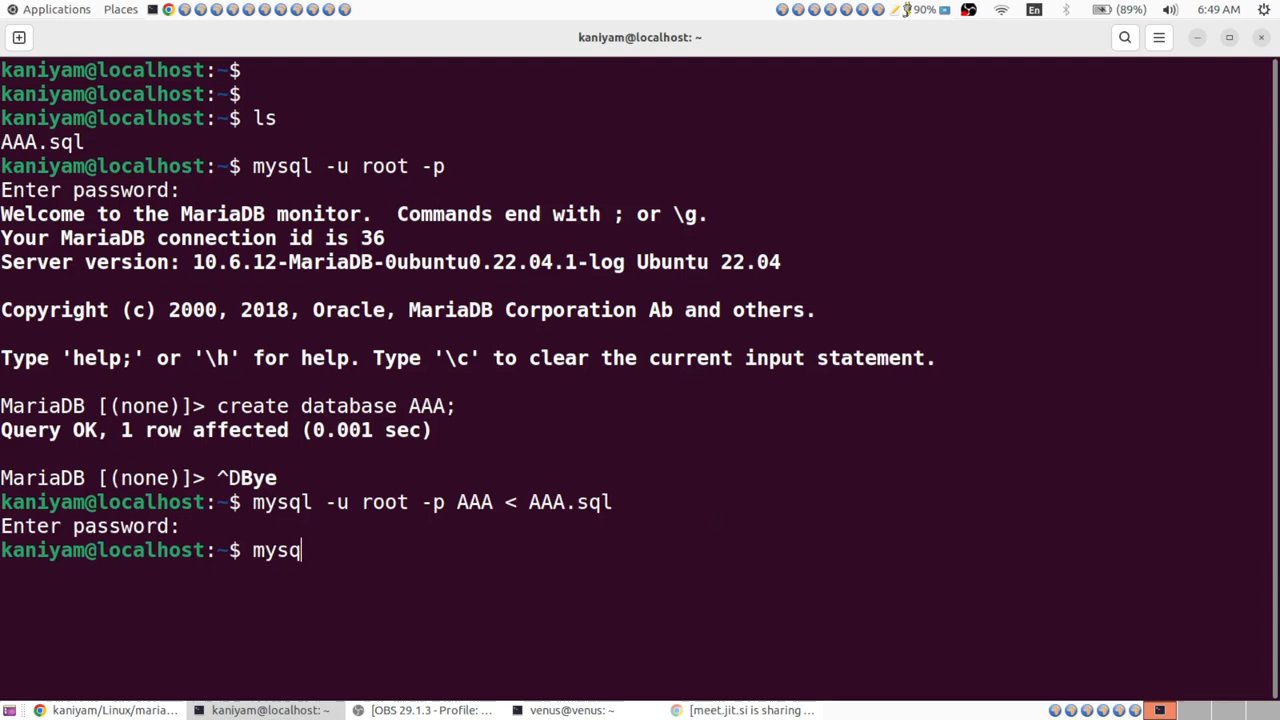 Applications Places 90% En (89%) 6:49 AM
kaniyam@localhost: ~
kaniyam@localhost:~$
kaniyam@localhost:~$
kaniyam@localhost:~$ ls
AAA.sql
kaniyam@localhost:~$ mysql -u root -p
Enter password:
Welcome to the MariaDB monitor.  Commands end with ; or \g.
Your MariaDB connection id is 36
Server version: 10.6.12-MariaDB-0ubuntu0.22.04.1-log Ubuntu 22.04
Copyright (c) 2000, 2018, Oracle, MariaDB Corporation Ab and others.
Type 'help;' or '\h' for help. Type '\c' to clear the current input statement.
MariaDB [(none)]> create database AAA;
Query OK, 1 row affected (0.001 sec)
MariaDB [(none)]> ^DBye
kaniyam@localhost:~$ mysql -u root -p AAA < AAA.sql
Enter password:
kaniyam@localhost:~$ mysq
kaniyam/Linux/maria... kaniyam@localhost: ~ [OBS 29.1.3 - Profile: ... venus@venus: ~ [meet.jit.si is sharing ...